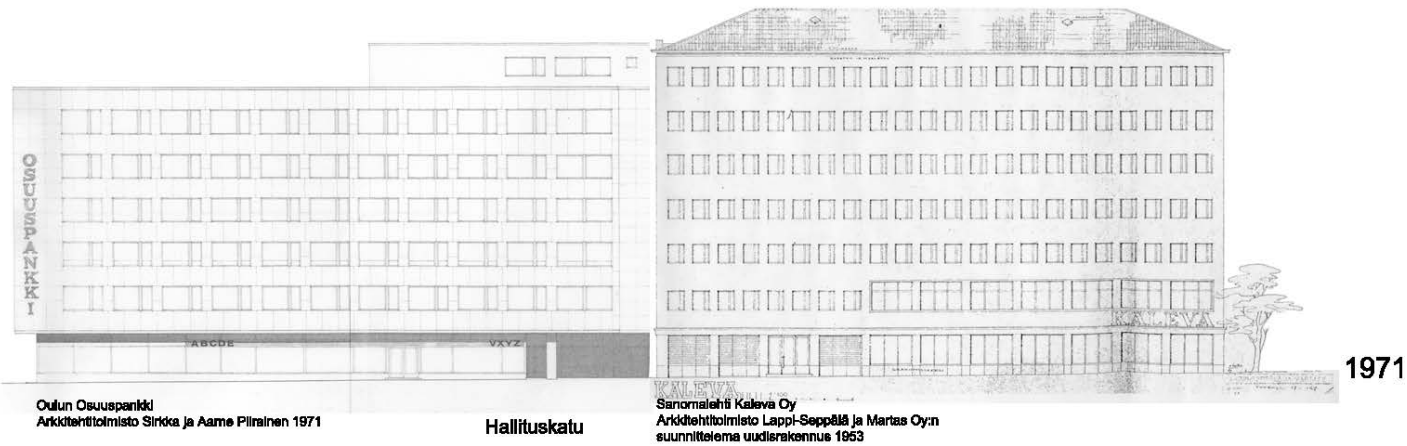 OSUUSPANKKI
ABCDE
VXYZ
KALEVA
KALEVA
1971
Oulun Osuuspankki
Arkkitehtitoimisto Sirkka ja Aarne Piirainen 1971
Hallituskatu
Sanomalehti Kaleva Oy
Arkkitehtitoimisto Lappi-Seppälä ja Martas Oy:n
suunnittelema uudisrakennus 1953